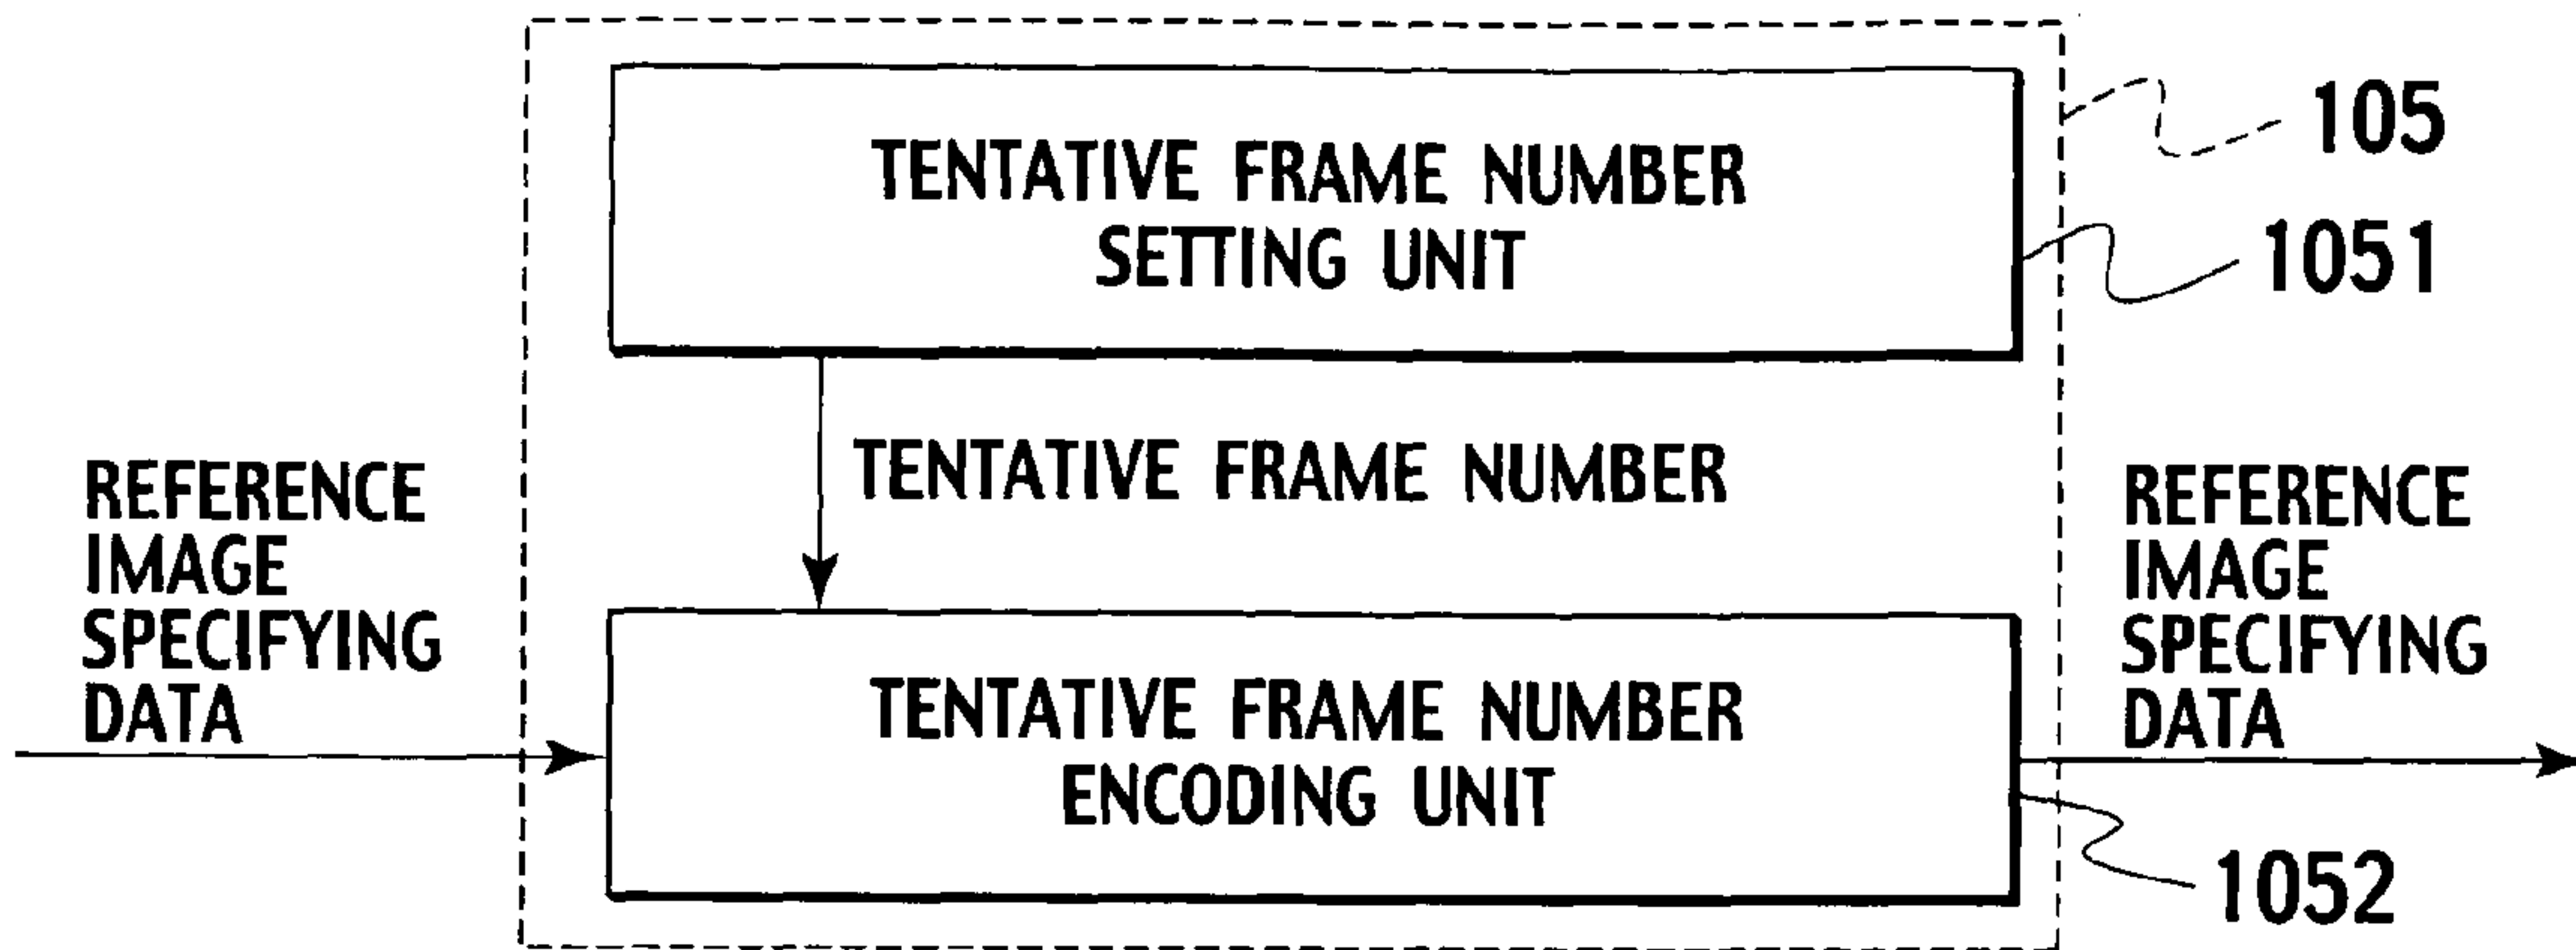 105
TENTATIVE FRAME NUMBER
SETTING UNIT
1051
TENTATIVE FRAME NUMBER
REFERENCE
IMAGE
SPECIFYING
DATA
REFERENCE
IMAGE
SPECIFYING
DATA
TENTATIVE FRAME NUMBER
ENCODING UNIT
1052